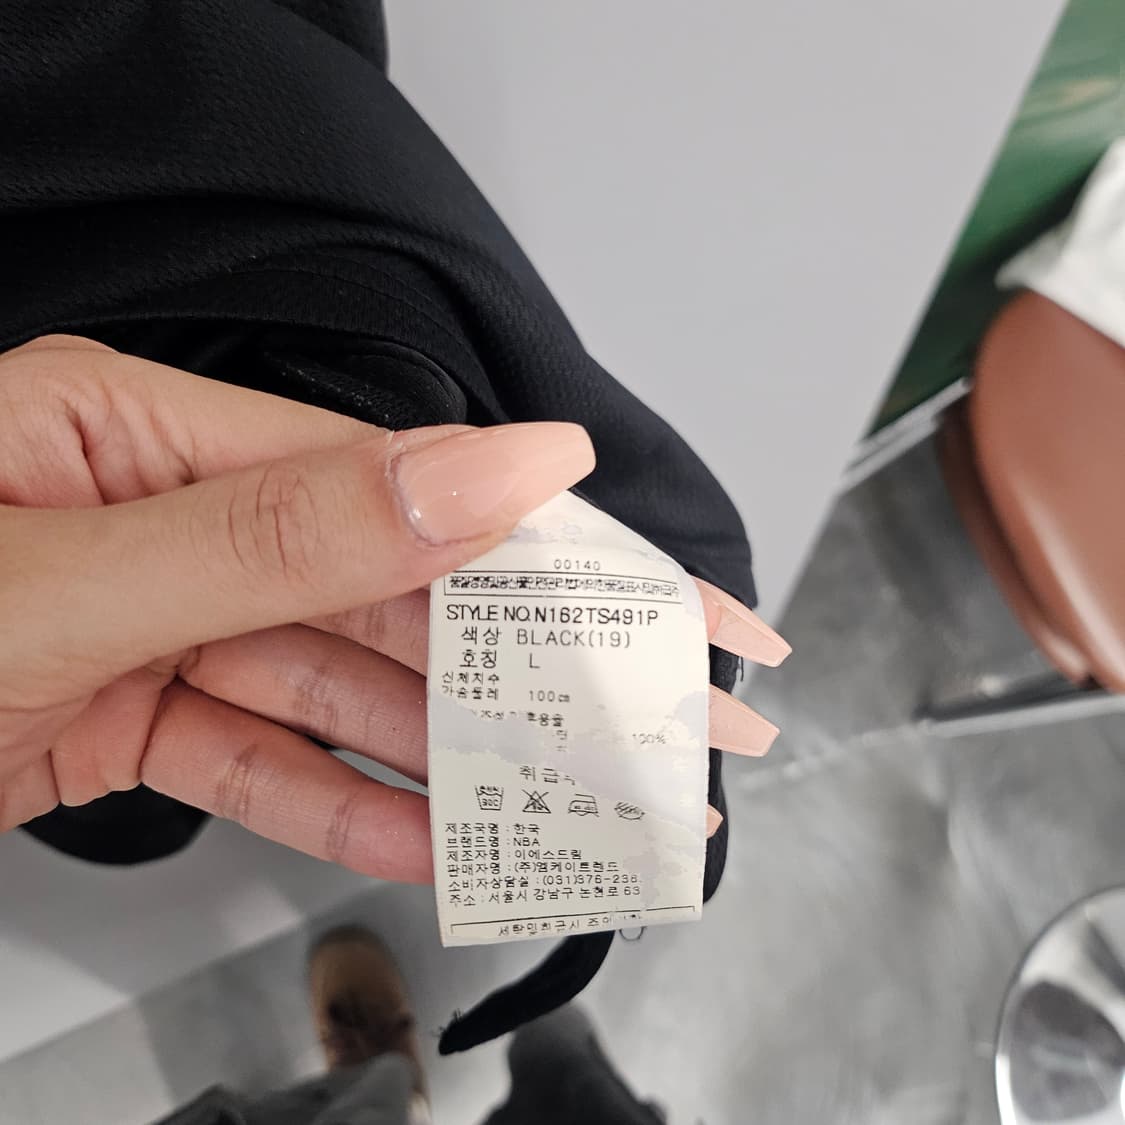 00140
STYLE NO.N162TS491P
색상 BLACK(19)
호칭 L
신체치수
가슴둘레 100㎝
100%
30C
제조국명 : 한국
브랜드명 : NBA
제조자명 : 이에스드림
판매자명 : (주)엠케이트렌드
소비자상담실 : (031)376-236
주소 : 서울시 강남구 논현로 63